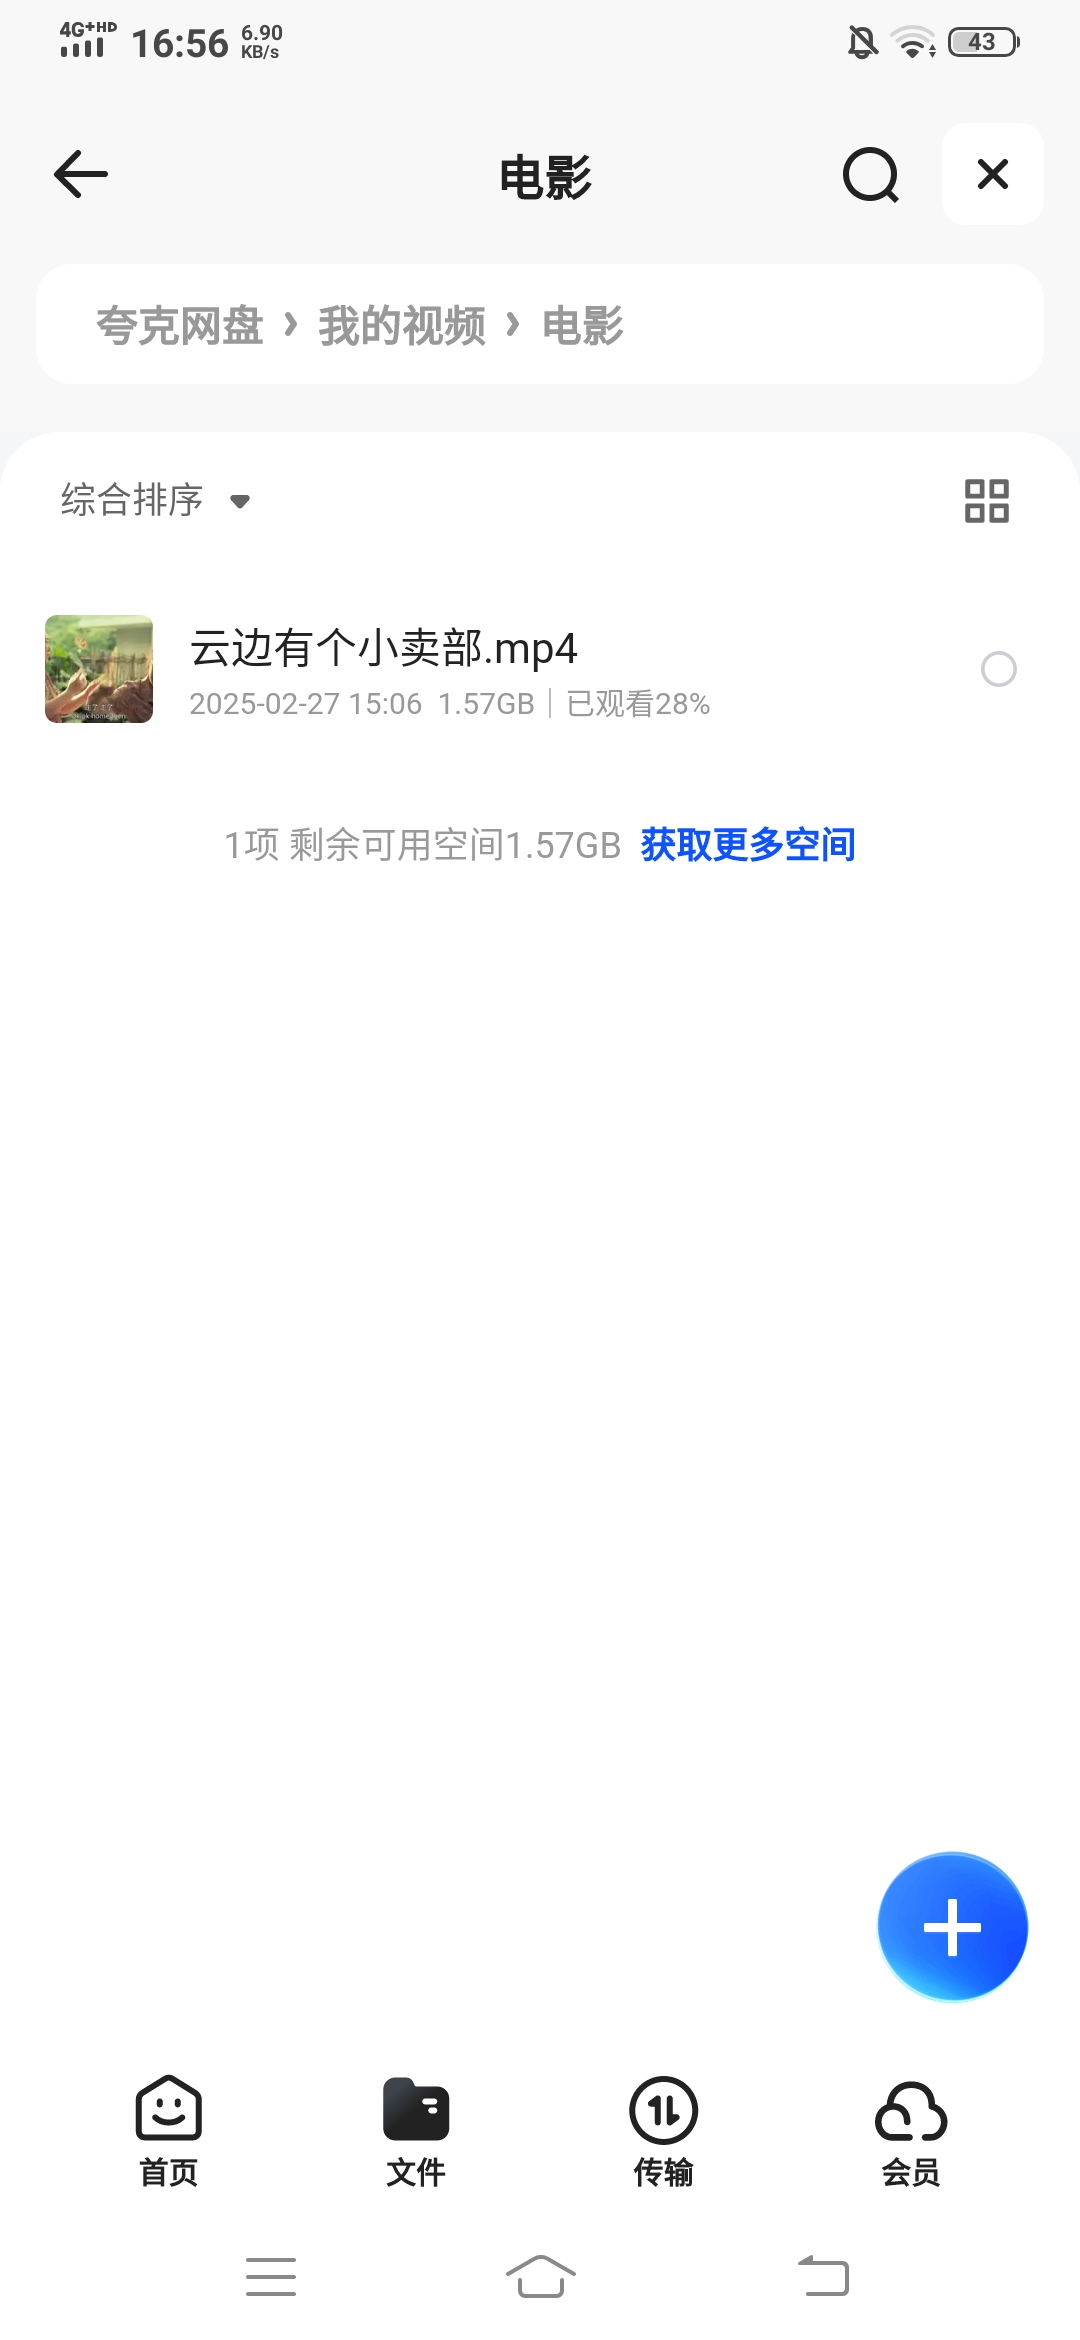 4G+HD 16:56 6.90 KB/s 43
电影
夸克网盘 › 我的视频 › 电影
综合排序
云边有个小卖部.mp4
2025-02-27 15:06 1.57GB | 已观看28%
1项 剩余可用空间1.57GB 获取更多空间
首页 文件 传输 会员